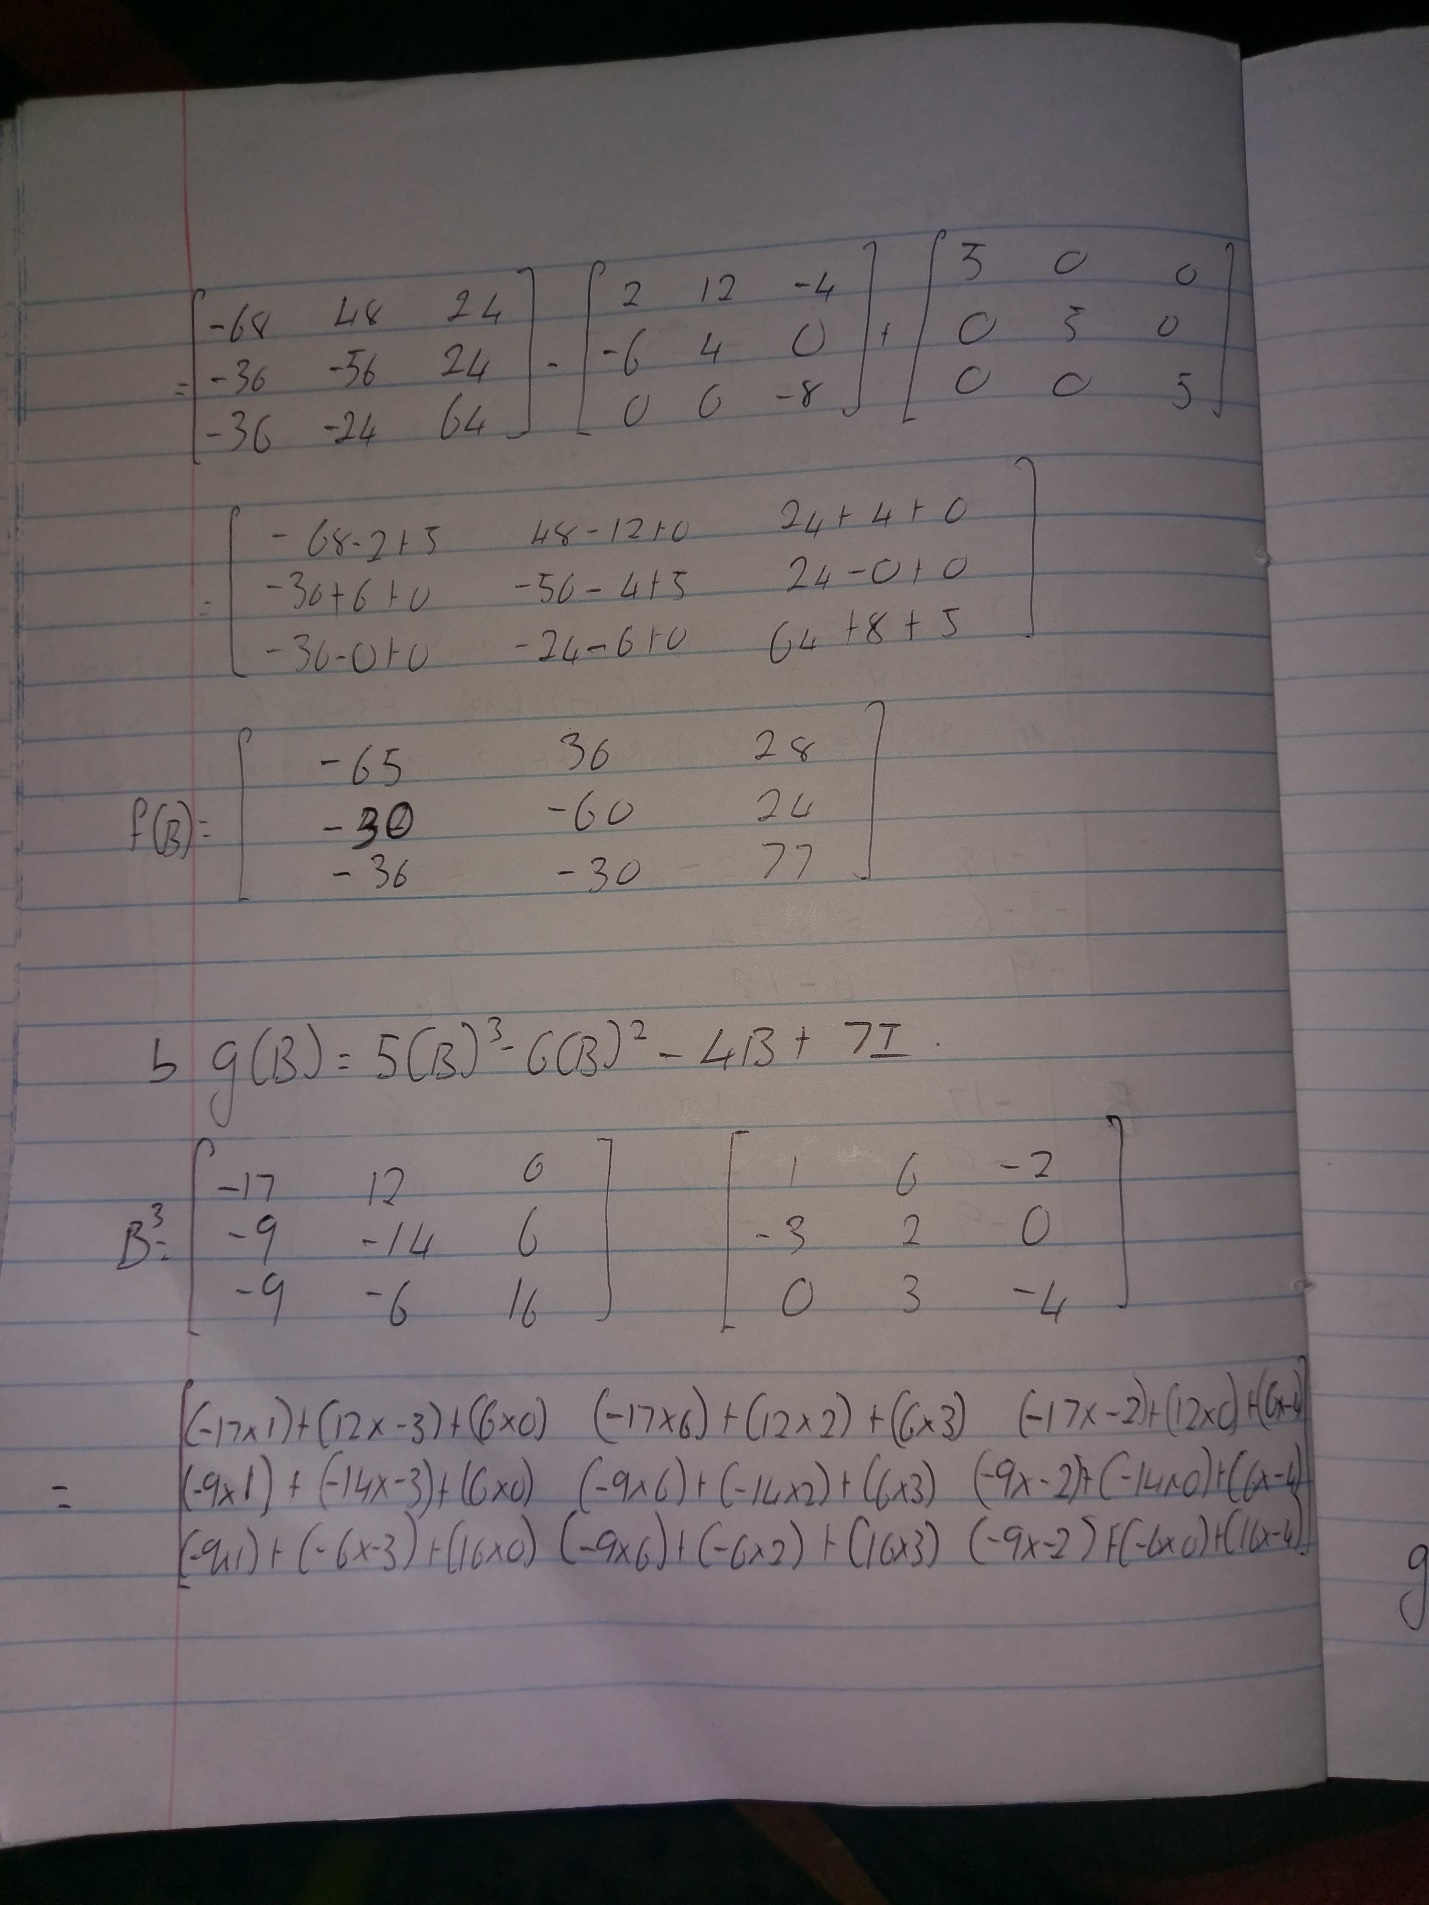 = [ -68 48 24 ] - [ 2 12 -4 ] + [ 5 0 0 ]
[ -36 -56 24 ] [ -6 4 0 ] [ 0 5 0 ]
[ -36 -24 64 ] [ 0 6 -8 ] [ 0 0 5 ]
= [ -68-2+5 48-12+0 24+4+0 ]
[ -36+6+0 -56-4+5 24-0+0 ]
[ -36-0+0 -24-6+0 64+8+5 ]
f(B)= [ -65 36 28 ]
[ -30 -60 24 ]
[ -36 -30 77 ]
b g(B) = 5(B)³-6(B)² - 4B + 7I.
B³= [ -17 12 6 ] [ 1 6 -2 ]
[ -9 -14 6 ] [ -3 2 0 ]
[ -9 -6 16 ] [ 0 3 -4 ]
= [ (-17x1)+(12x-3)+(6x0) (-17x6)+(12x2)+(6x3) (-17x-2)+(12x0)+(6x-4) ]
[ (-9x1)+(-14x-3)+(6x0) (-9x6)+(-14x2)+(6x3) (-9x-2)+(-14x0)+(6x-4) ]
[ (-9x1)+(-6x-3)+(16x0) (-9x6)+(-6x2)+(16x3) (-9x-2)+(-6x0)+(16x-4) ]
g